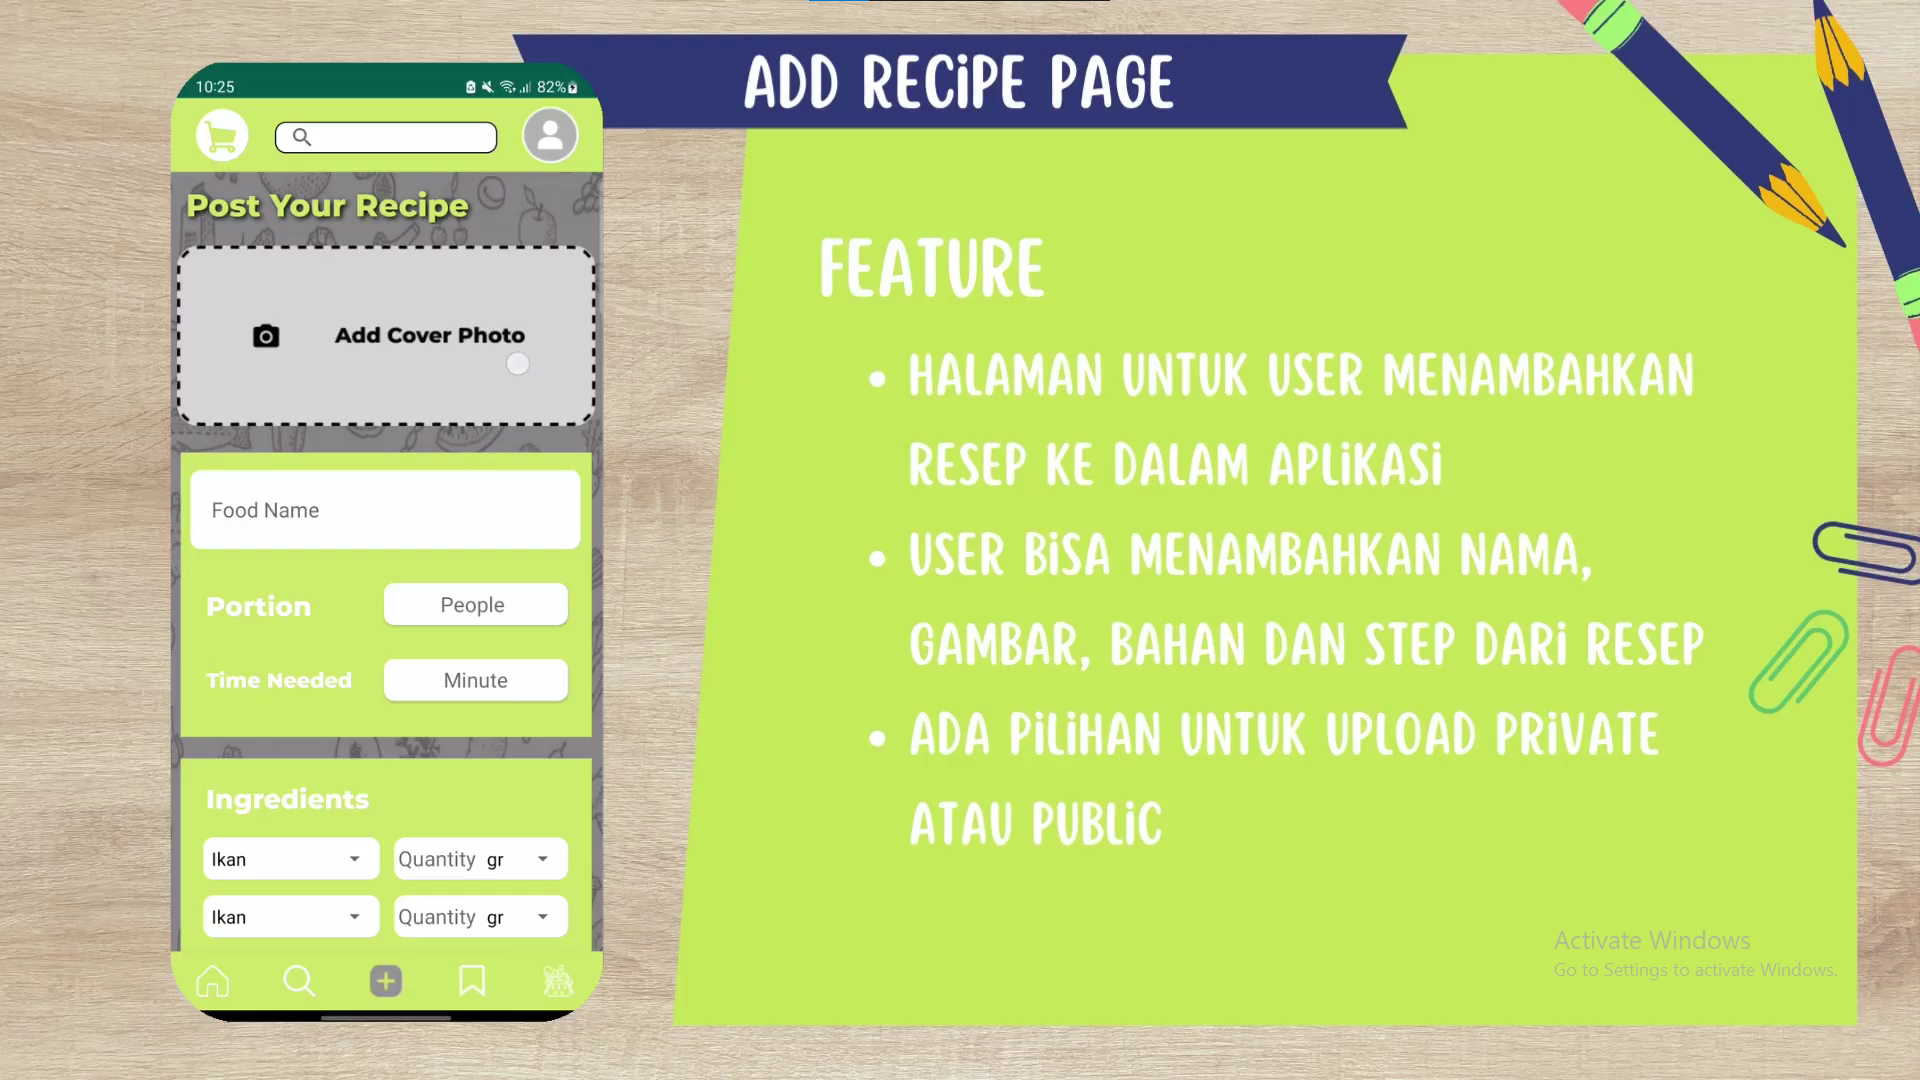 ADD RECIPE PAGE
10:25
82%
Post Your Recipe
Add Cover Photo
Food Name
Portion
People
Time Needed
Minute
Ingredients
Ikan
Quantity gr
Ikan
Quantity gr
FEATURE
• HALAMAN UNTUK USER MENAMBAHKAN
RESEP KE DALAM APLIKASI
• USER BISA MENAMBAHKAN NAMA,
GAMBAR, BAHAN DAN STEP DARI RESEP
• ADA PILIHAN UNTUK UPLOAD PRIVATE
ATAU PUBLIC
Activate Windows
Go to Settings to activate Windows.